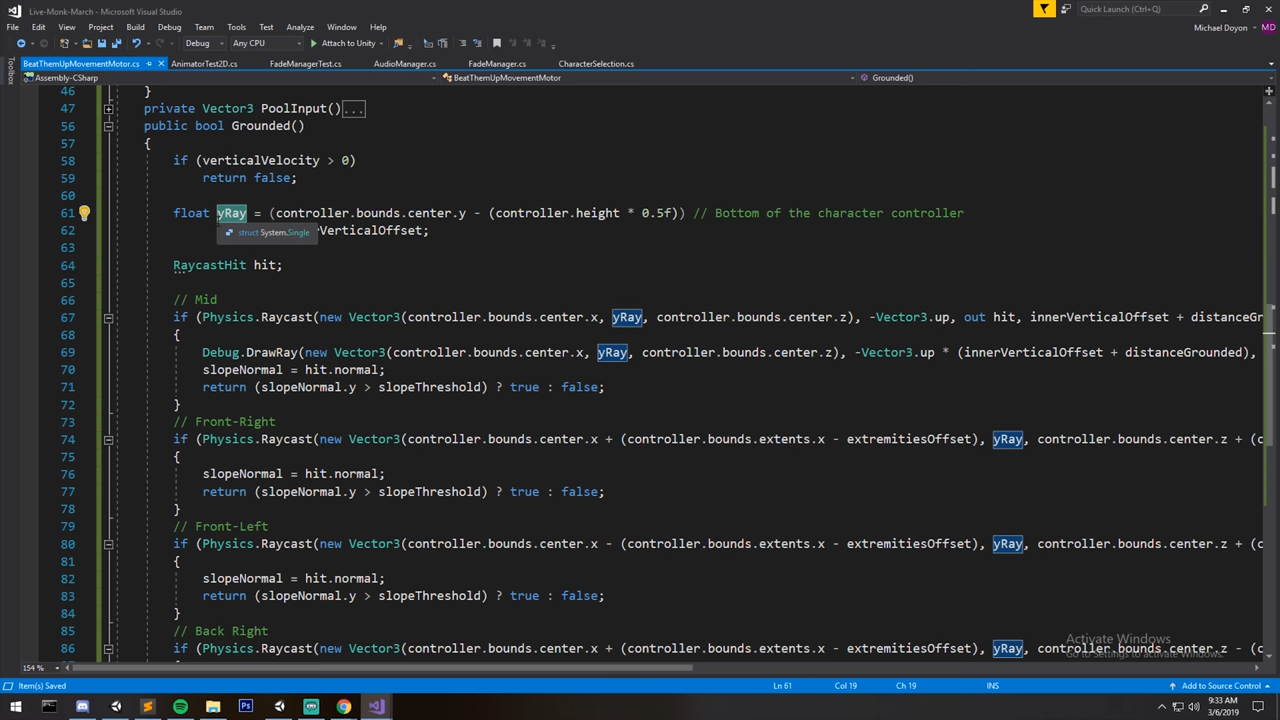 Live-Monk-March - Microsoft Visual Studio
Quick Launch (Ctrl+Q)
File Edit View Project Build Debug Team Tools Test Analyze Window Help
Michael Doyon MD
Debug Any CPU Attach to Unity
Toolbox
BeatThemUpMovementMotor.cs AnimatorTest2D.cs FadeManagerTest.cs AudioManager.cs FadeManager.cs CharacterSelection.cs
Assembly-CSharp BeatThemUpMovementMotor Grounded()
46 }
47 private Vector3 PoolInput()...
56 public bool Grounded()
57 {
58 if (verticalVelocity > 0)
59 return false;
60
61 float yRay = (controller.bounds.center.y - (controller.height * 0.5f)) // Bottom of the character controller
62 rVerticalOffset;
struct System.Single
63
64 RaycastHit hit;
65
66 // Mid
67 if (Physics.Raycast(new Vector3(controller.bounds.center.x, yRay, controller.bounds.center.z), -Vector3.up, out hit, innerVerticalOffset + distanceGr
68 {
69 Debug.DrawRay(new Vector3(controller.bounds.center.x, yRay, controller.bounds.center.z), -Vector3.up * (innerVerticalOffset + distanceGrounded),
70 slopeNormal = hit.normal;
71 return (slopeNormal.y > slopeThreshold) ? true : false;
72 }
73 // Front-Right
74 if (Physics.Raycast(new Vector3(controller.bounds.center.x + (controller.bounds.extents.x - extremitiesOffset), yRay, controller.bounds.center.z + (c
75 {
76 slopeNormal = hit.normal;
77 return (slopeNormal.y > slopeThreshold) ? true : false;
78 }
79 // Front-Left
80 if (Physics.Raycast(new Vector3(controller.bounds.center.x - (controller.bounds.extents.x - extremitiesOffset), yRay, controller.bounds.center.z + (c
81 {
82 slopeNormal = hit.normal;
83 return (slopeNormal.y > slopeThreshold) ? true : false;
84 }
85 // Back Right
86 if (Physics.Raycast(new Vector3(controller.bounds.center.x + (controller.bounds.extents.x - extremitiesOffset), yRay, controller.bounds.center.z - (c
Activate Windows
Go to Settings to activate Windows.
154 %
Item(s) Saved Ln 61 Col 19 Ch 19 INS Add to Source Control
9:33 AM
3/6/2019